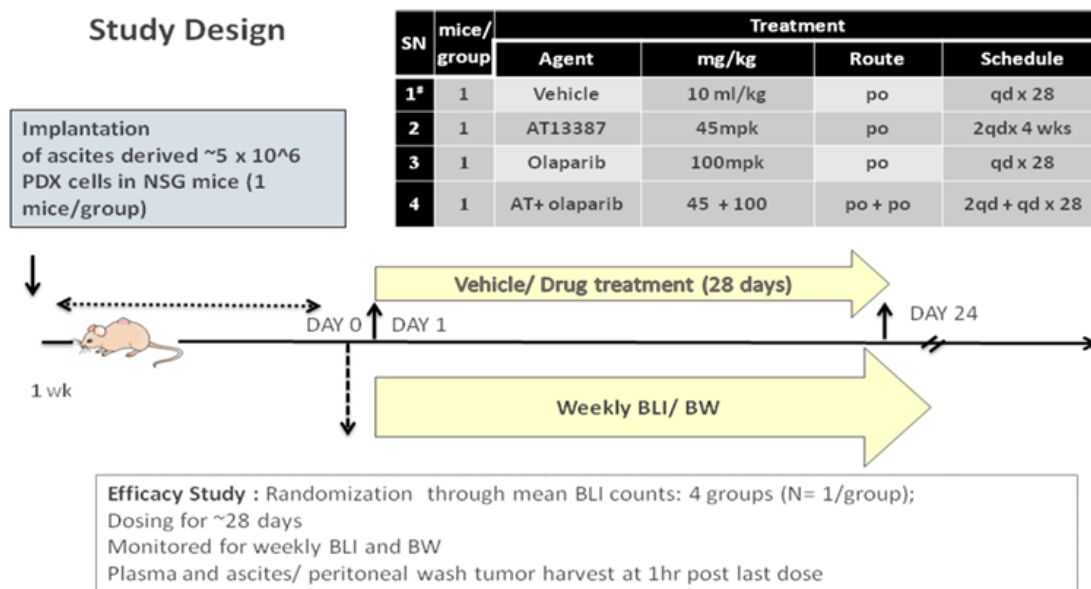 Study Design
SN mice/group Treatment
Agent mg/kg Route Schedule
1# 1 Vehicle 10 ml/kg po qd x 28
2 1 AT13387 45mpk po 2qdx 4 wks
3 1 Olaparib 100mpk po qd x 28
4 1 AT+ olaparib 45 +100 po + po 2qd + qd x 28
Implantation
of ascites derived ~5 x 10^6
PDX cells in NSG mice (1
mice/group)
Vehicle/ Drug treatment (28 days)
DAY 0 DAY 1 DAY 24
1 wk
Weekly BLI/ BW
Efficacy Study : Randomization through mean BLI counts: 4 groups (N= 1/group);
Dosing for ~28 days
Monitored for weekly BLI and BW
Plasma and ascites/ peritoneal wash tumor harvest at 1hr post last dose